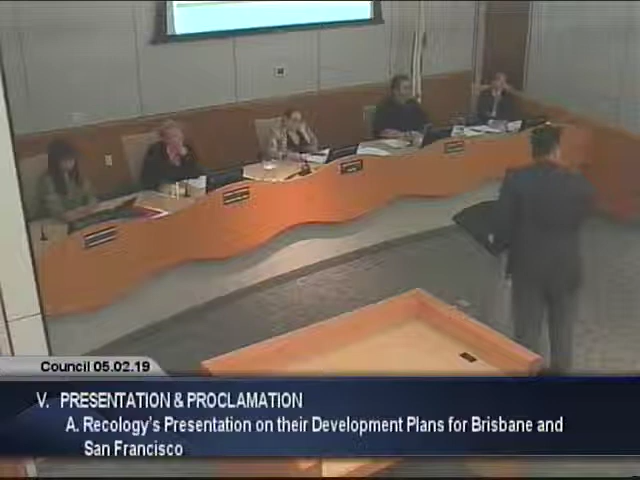 Council 05.02.19
V. PRESENTATION & PROCLAMATION
A. Recology's Presentation on their Development Plans for Brisbane and
San Francisco